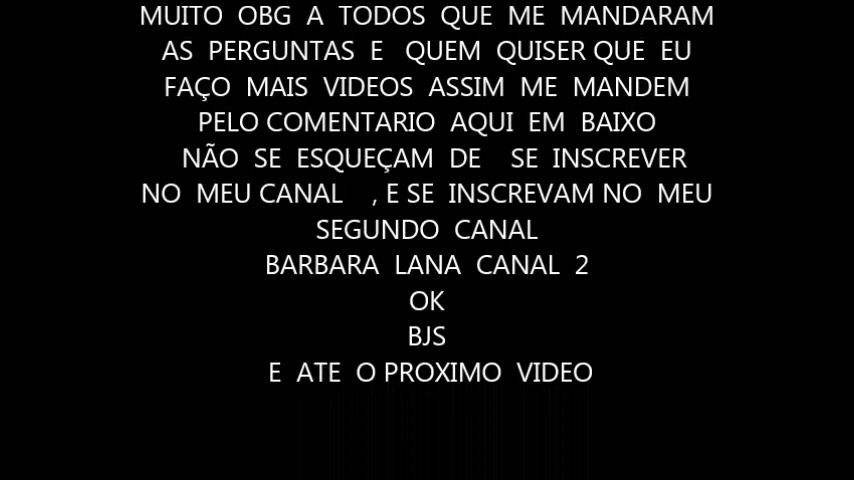 MUITO OBG A TODOS QUE ME MANDARAM
AS PERGUNTAS E QUEM QUISER QUE EU
FAÇO MAIS VIDEOS ASSIM ME MANDEM
PELO COMENTARIO AQUI EM BAIXO
NÃO SE ESQUEÇAM DE SE INSCREVER
NO MEU CANAL , E SE INSCREVAM NO MEU
SEGUNDO CANAL
BARBARA LANA CANAL 2
OK
BJS
E ATE O PROXIMO VIDEO